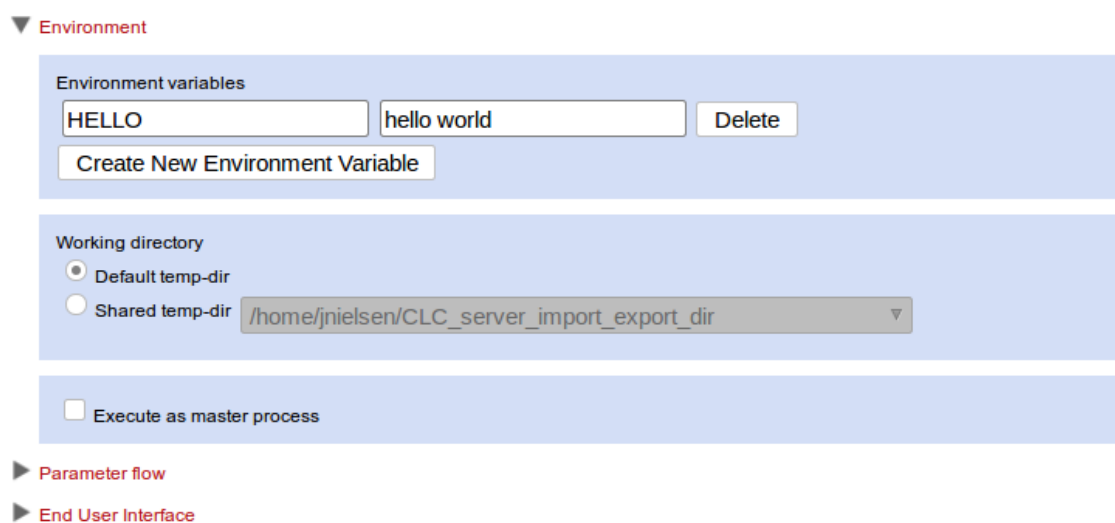 Environment
Environment variables
HELLO hello world Delete
Create New Environment Variable
Working directory
Default temp-dir
Shared temp-dir /home/jnielsen/CLC_server_import_export_dir
Execute as master process
Parameter flow
End User Interface